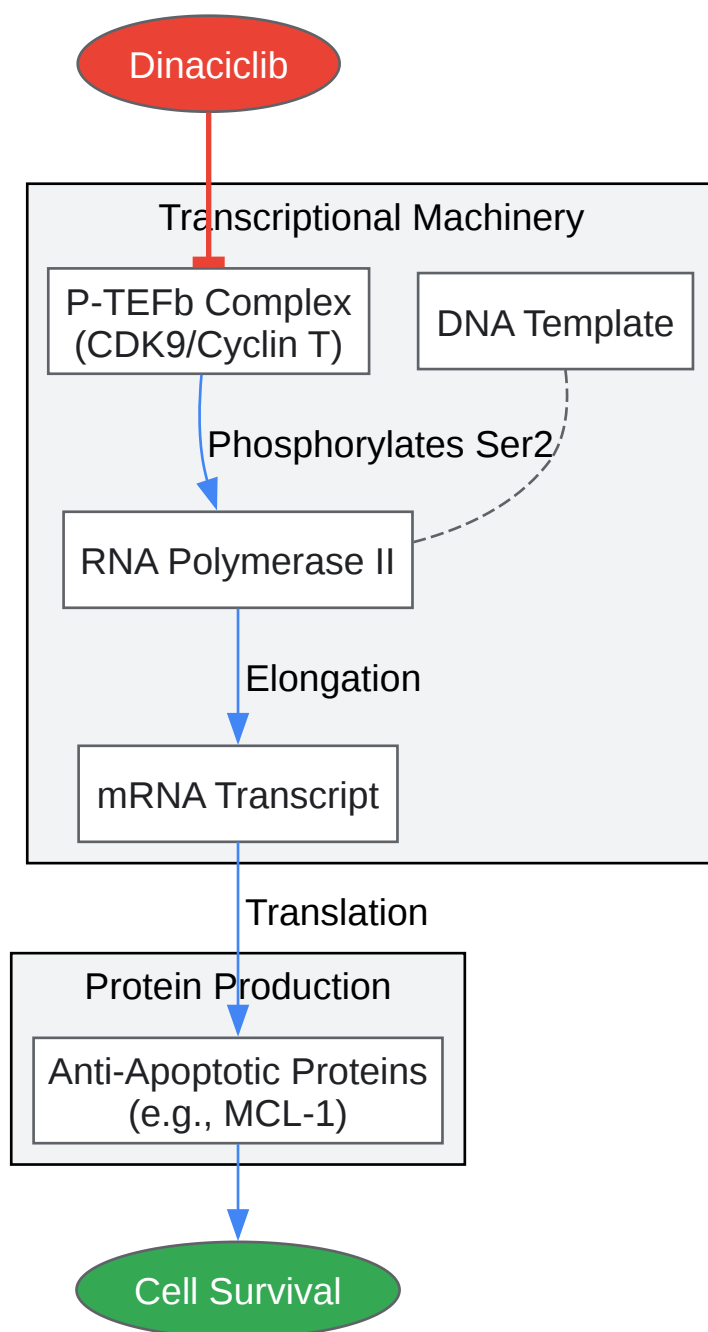 Dinaciclib
Transcriptional Machinery
P-TEFb Complex
(CDK9/Cyclin T)
DNA Template
Phosphorylates Ser2
RNA Polymerase II
Elongation
mRNA Transcript
Translation
Protein Production
Anti-Apoptotic Proteins
(e.g., MCL-1)
Cell Survival